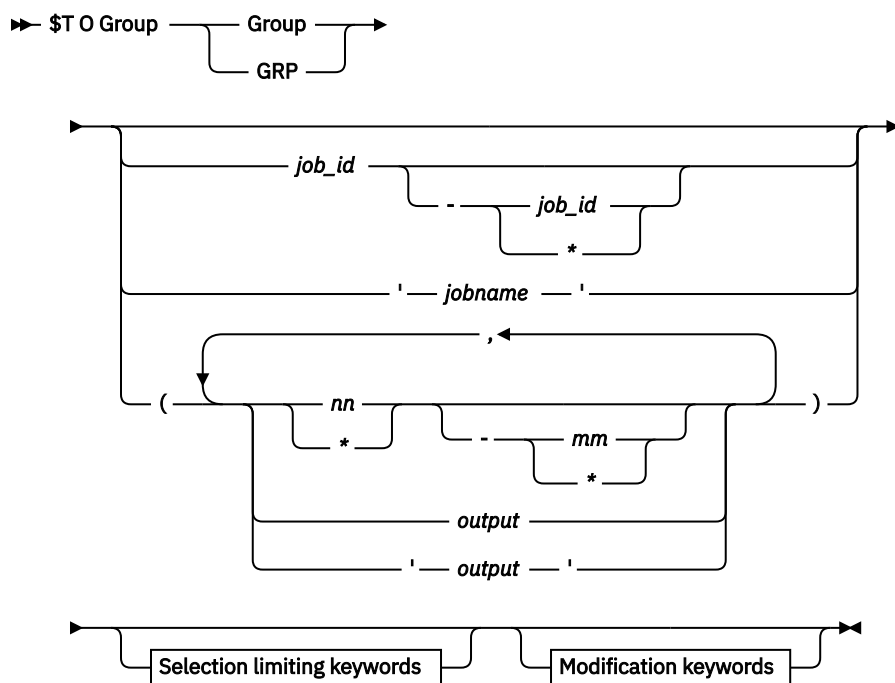 $T O Group Group
GRP
job_id
- job_id
*
' jobname '
,
( nn )
* - mm
*
output
' output '
Selection limiting keywords Modification keywords